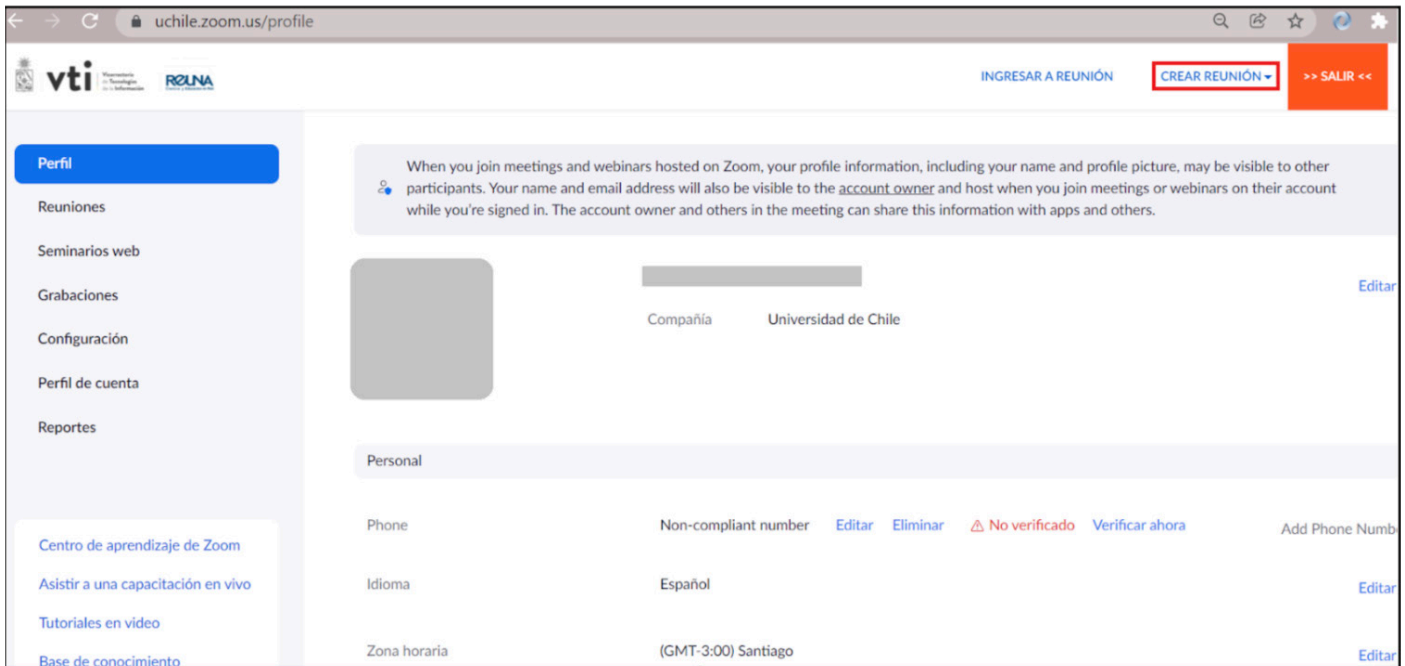 uchile.zoom.us/profile
vti
Vicerrectoría
de Tecnologías
de la Información
REUNA
INGRESAR A REUNIÓN
CREAR REUNIÓN
>> SALIR <<
Perfil
Reuniones
Seminarios web
Grabaciones
Configuración
Perfil de cuenta
Reportes
Centro de aprendizaje de Zoom
Asistir a una capacitación en vivo
Tutoriales en video
Base de conocimiento
When you join meetings and webinars hosted on Zoom, your profile information, including your name and profile picture, may be visible to other
participants. Your name and email address will also be visible to the account owner and host when you join meetings or webinars on their account
while you're signed in. The account owner and others in the meeting can share this information with apps and others.
Editar
Compañía Universidad de Chile
Personal
Phone Non-compliant number Editar Eliminar No verificado Verificar ahora Add Phone Numb
Idioma Español Editar
Zona horaria (GMT-3:00) Santiago Editar